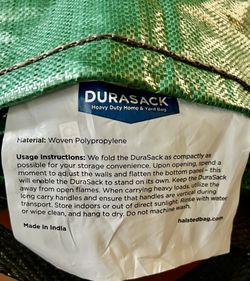 DURASACK
Heavy Duty Home & Yard Bag
Material: Woven Polypropylene
Usage Instructions: We fold the DuraSack as compactly as
possible for your storage convenience. Upon opening, spend a
moment to adjust the walls and flatten the bottom panel – this
will enable the DuraSack to stand on its own. Keep the DuraSack
away from open flames. When carrying heavy loads, utilize the
long carry handles and ensure that handles are vertical during
transport. Store indoors or out of direct sunlight. Rinse with water
or wipe clean, and hang to dry. Do not machine wash.
halstedbag.com
Made in India